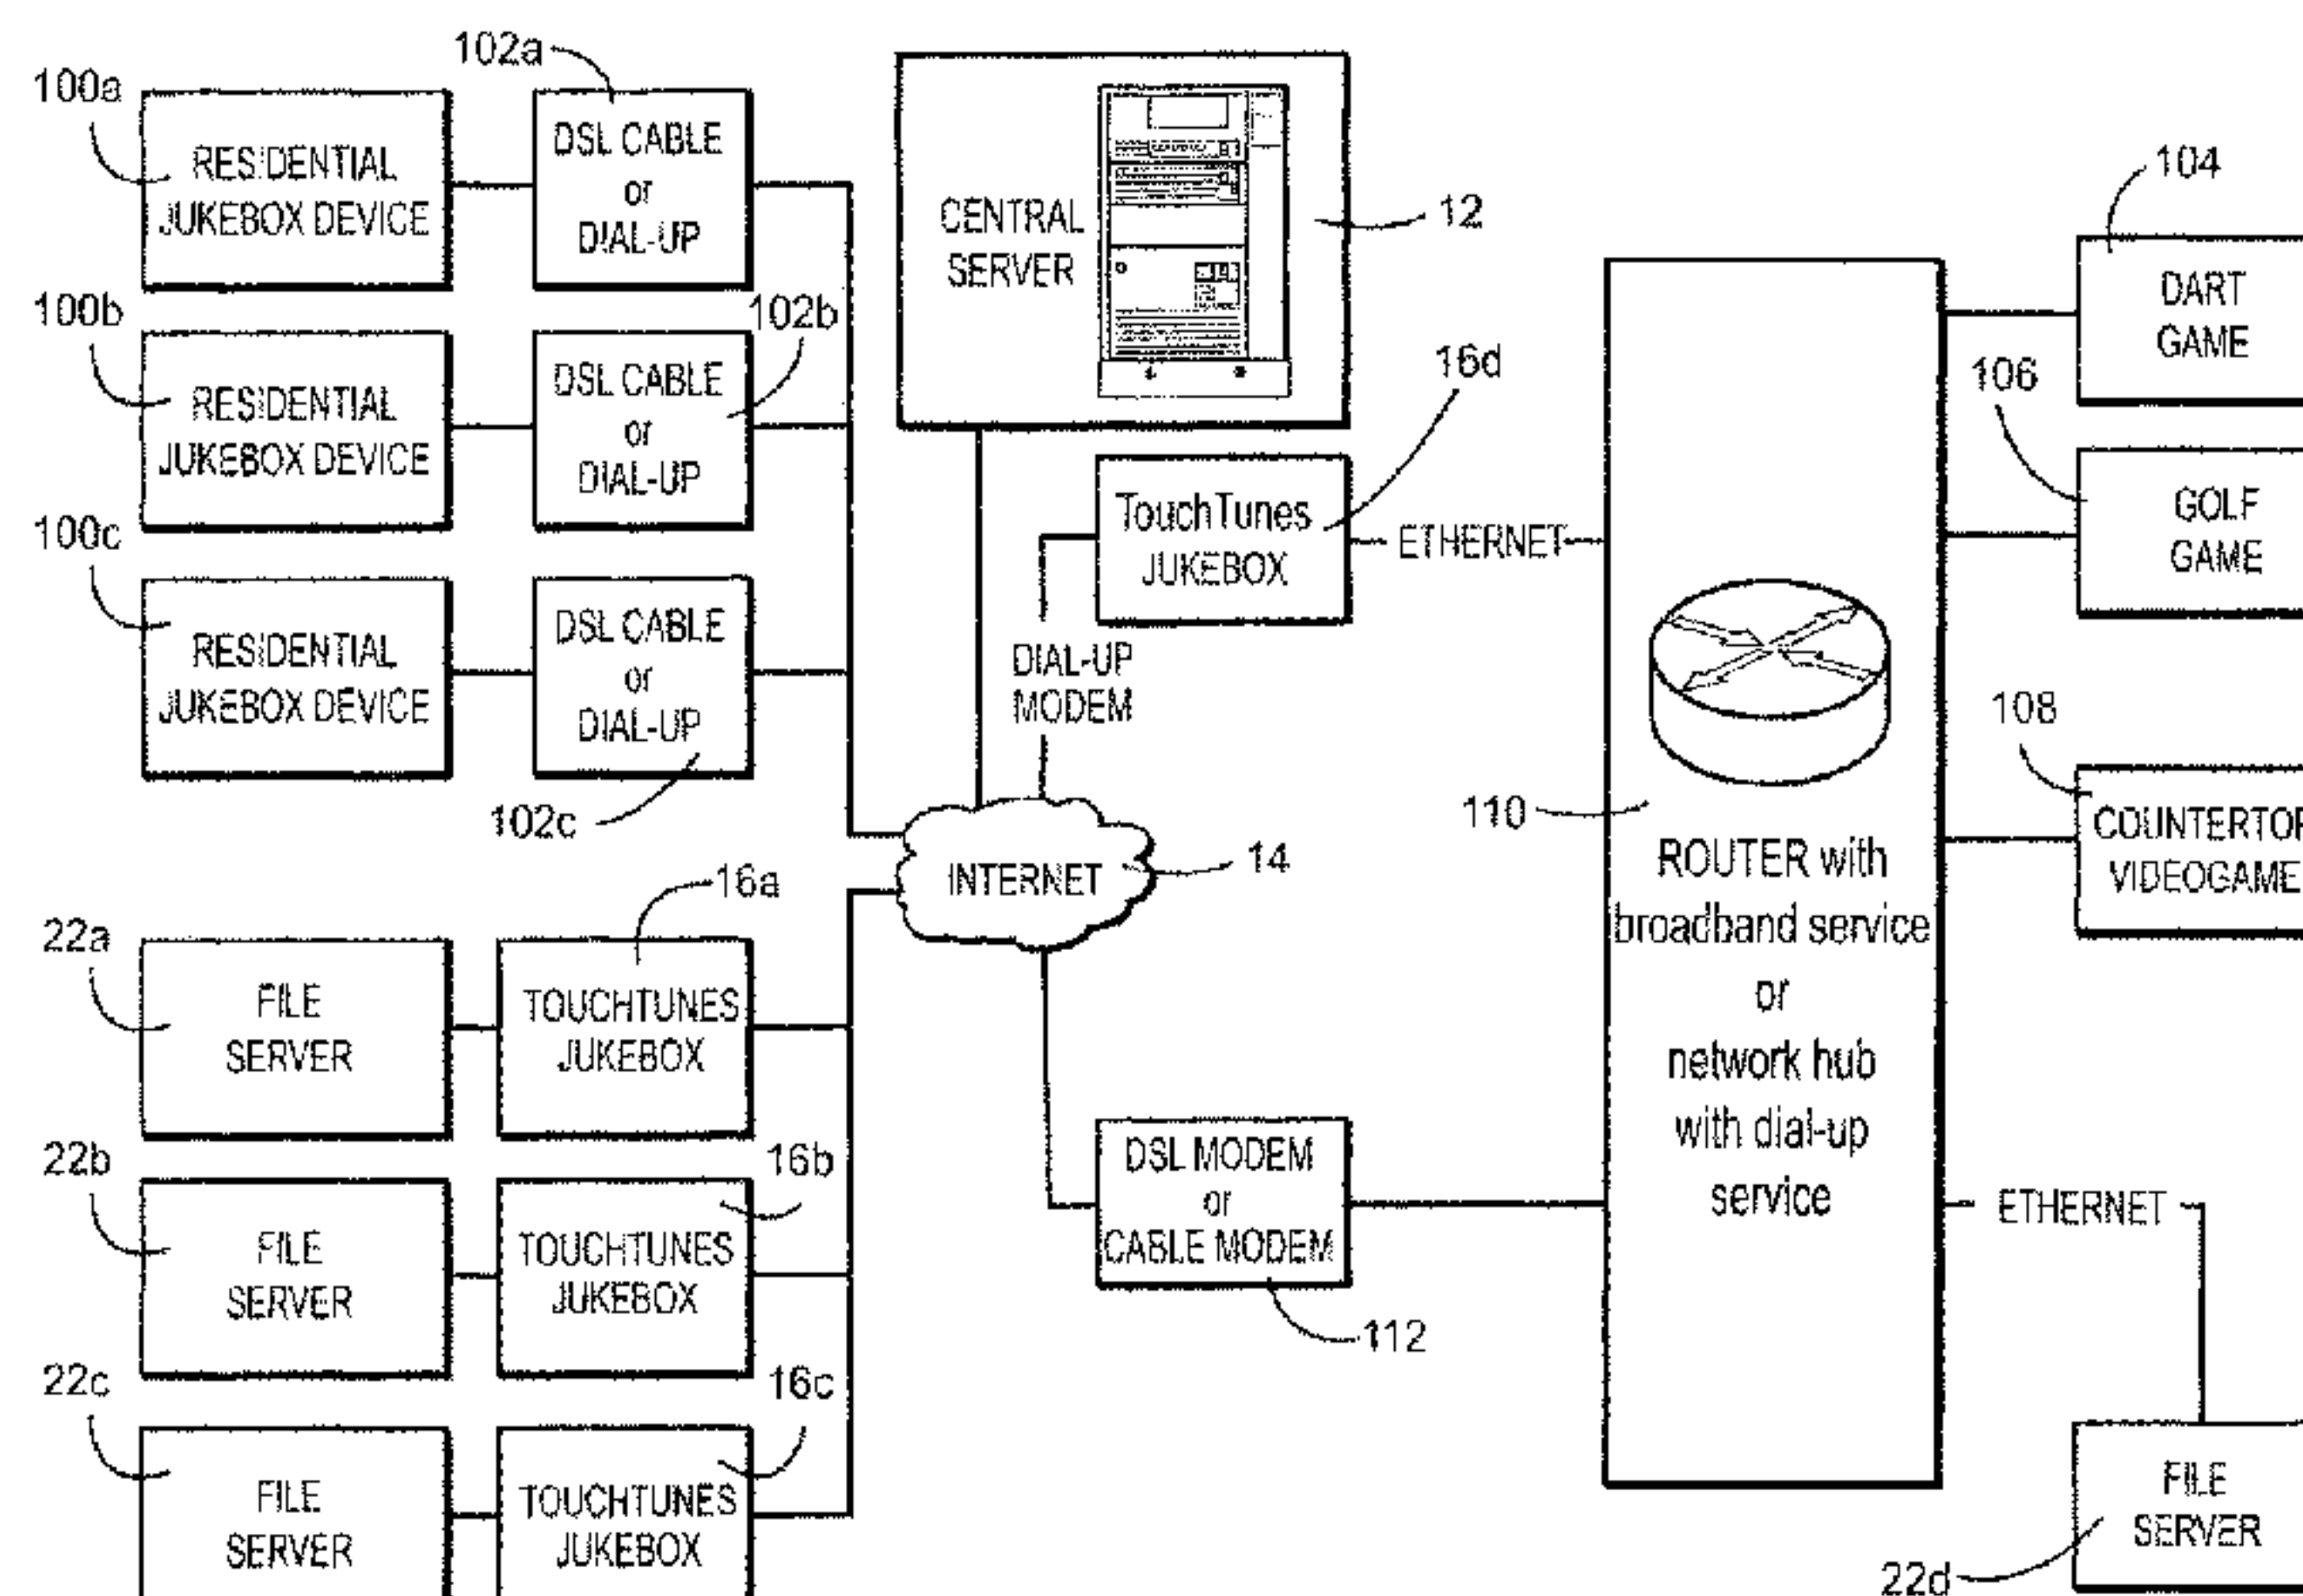 102a
100a
RESIDENTIAL
JUKEBOX DEVICE
DSL CABLE
or
DIAL-UP
100b
102b
RESIDENTIAL
JUKEBOX DEVICE
DSL CABLE
or
DIAL-UP
100c
RESIDENTIAL
JUKEBOX DEVICE
DSL CABLE
or
DIAL-UP
102c
CENTRAL
SERVER
12
16d
TouchTunes
JUKEBOX
ETHERNET
DIAL-UP
MODEM
INTERNET
14
16a
22a
FILE
SERVER
TOUCHTUNES
JUKEBOX
22b
16b
FILE
SERVER
TOUCHTUNES
JUKEBOX
22c
16c
FILE
SERVER
TOUCHTUNES
JUKEBOX
DSL MODEM
or
CABLE MODEM
112
110
ROUTER with
broadband service
or
network hub
with dial-up
service
104
DART
GAME
106
GOLF
GAME
108
COUNTERTOP
VIDEOGAME
ETHERNET
FILE
SERVER
22d